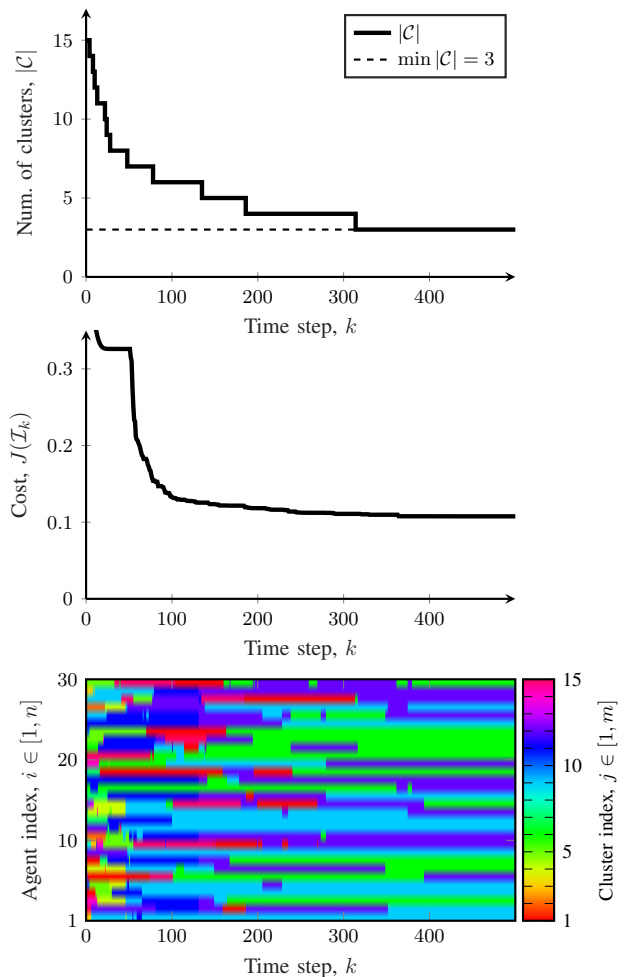 15
10
5
0
Num. of clusters, |𝒞|
|𝒞|
min |𝒞| = 3
0 100 200 300 400
Time step, k
0.3
0.2
0.1
0
Cost, J(ℐₖ)
0 100 200 300 400
Time step, k
30
20
10
1
Agent index, i ∈ [1, n]
0 100 200 300 400
Time step, k
15
10
5
1
Cluster index, j ∈ [1, m]